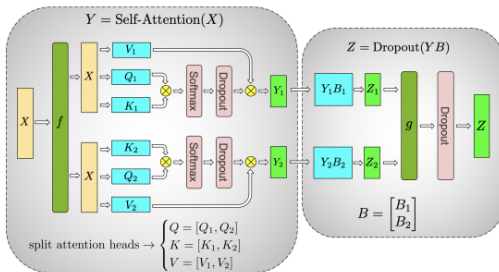 Y = Self-Attention(X)
Z = Dropout(YB)
X
f
X
V₁
Q₁
K₁
Softmax
Dropout
Y₁
X
K₂
Q₂
V₂
Softmax
Dropout
Y₂
Y₁B₁
Z₁
Y₂B₂
Z₂
g
Dropout
Z
split attention heads → { Q = [Q₁, Q₂]
K = [K₁, K₂]
V = [V₁, V₂]
B = [B₁
B₂]